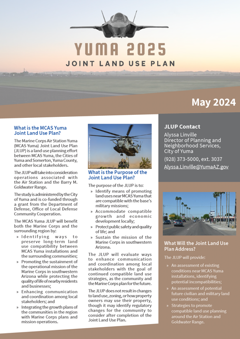 YUMA 2025
JOINT LAND USE PLAN
May 2024
What is the MCAS Yuma
Joint Land Use Plan?
The Marine Corps Air Station Yuma
(MCAS Yuma) Joint Land Use Plan
(JLUP) is a land use planning effort
between MCAS Yuma, the Cities of
Yuma and Somerton, Yuma County,
and other local stakeholders.
The JLUP will take into consideration
operations associated with
the Air Station and the Barry M.
Goldwater Range.
The study is administered by the City
of Yuma and is co-funded through
a grant from the Department of
Defense, Office of Local Defense
Community Cooperation.
The MCAS Yuma JLUP will benefit
both the Marine Corps and the
surrounding region by:
» Identifying ways to
preserve long-term land
use compatibility between
MCAS Yuma installations and
the surrounding communities;
» Promoting the sustainment of
the operational mission of the
Marine Corps in southwestern
Arizona while protecting the
quality of life of nearby residents
and businesses;
» Enhancing communication
and coordination among local
stakeholders; and
» Integrating the growth plans of
the communities in the region
with Marine Corps plans and
mission operations.
What is the Purpose of the
Joint Land Use Plan?
The purpose of the JLUP is to:
» Identify means of promoting
land uses near MCAS Yuma that
are compatible with the base's
military missions;
» Accommodate compatible
growth and economic
development locally;
» Protect public safety and quality
of life; and
» Sustain the mission of the
Marine Corps in southwestern
Arizona.
The JLUP will evaluate ways
to enhance communication
and coordination among local
stakeholders with the goal of
continued compatible land use
strategies, as the community and
the Marine Corps plan for the future.
The JLUP does not result in changes
to land use, zoning, or how property
owners may use their property,
though it may identify regulatory
changes for the community to
consider after completion of the
Joint Land Use Plan.
JLUP Contact
Alyssa Linville
Director of Planning and
Neighborhood Services,
City of Yuma
(928) 373-5000, ext. 3037
Alyssa.Linville@YumaAZ.gov
What Will the Joint Land Use
Plan Address?
The JLUP will provide:
» An assessment of existing
conditions near MCAS Yuma
installations, identifying
potential incompatibilities;
» An assessment of potential
future civilian and military land
use conditions; and
» Strategies to promote
compatible land use planning
around the Air Station and
Goldwater Range.